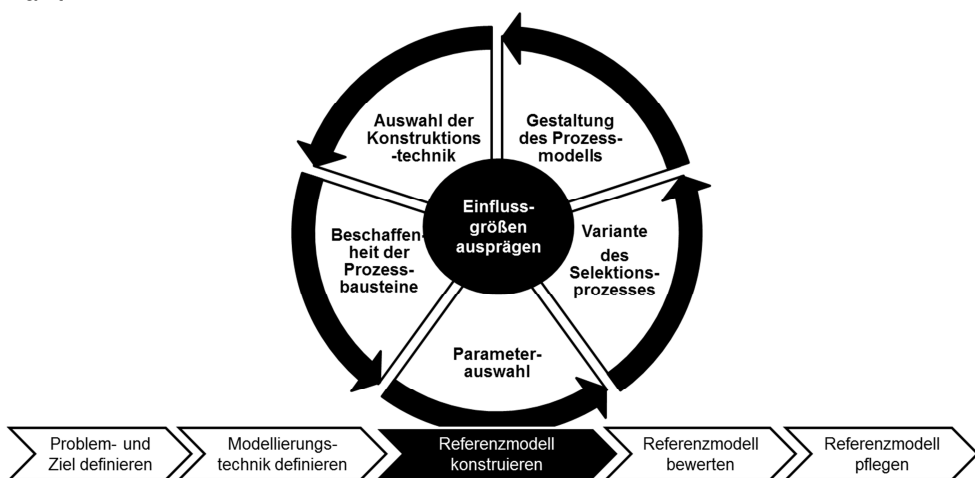 Auswahl der
Konstruktions
-technik
Gestaltung
des Prozess-
modells
Einfluss-
größen
ausprägen
Beschaffen-
heit der
Prozess-
bausteine
Variante
des
Selektions-
prozesses
Parameter-
auswahl
Problem- und
Ziel definieren
Modellierungs-
technik definieren
Referenzmodell
konstruieren
Referenzmodell
bewerten
Referenzmodell
pflegen